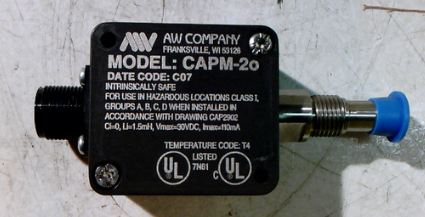 AW AW COMPANY
FRANKSVILLE, WI 53126
MODEL: CAPM-2o
DATE CODE: C07
INTRINSICALLY SAFE
FOR USE IN HAZARDOUS LOCATIONS CLASS I,
GROUPS A, B, C, D WHEN INSTALLED IN
ACCORDANCE WITH DRAWING CAP2902
Ci=0, Li=1.5mH, Vmax=30VDC, Imax=110mA
TEMPERATURE CODE: T4
UL LISTED C UL
7N61